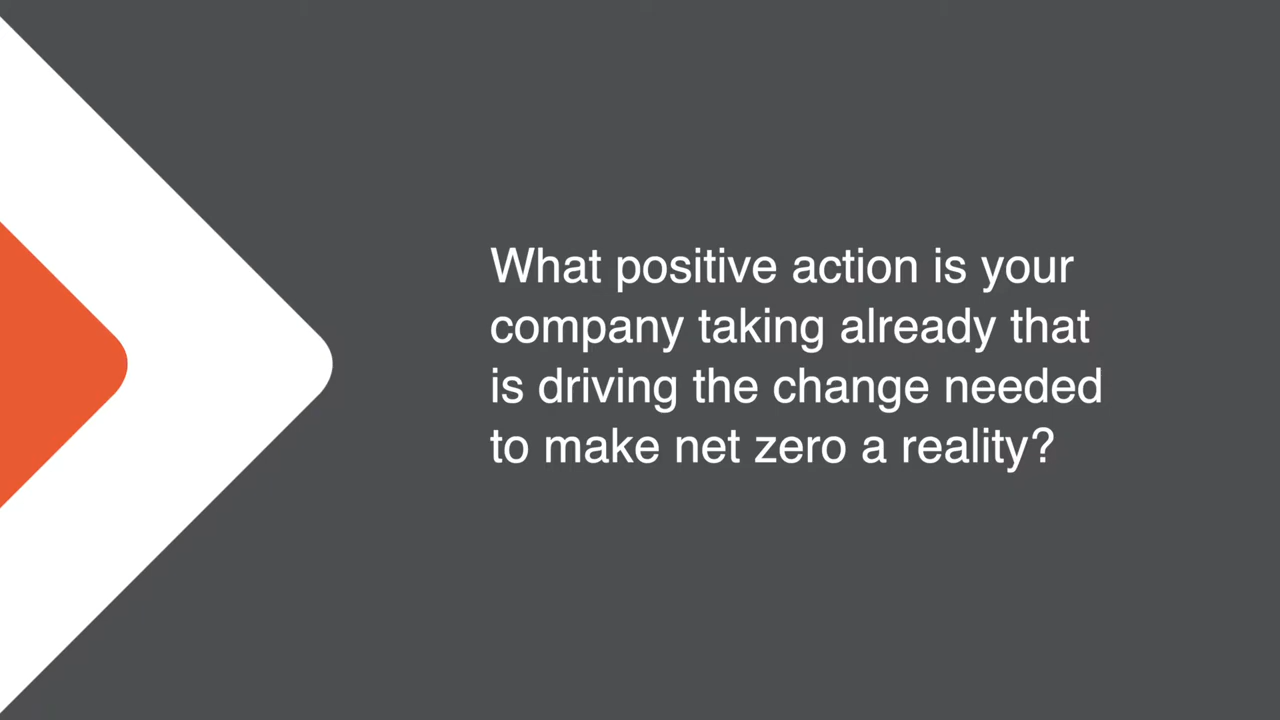 What positive action is your
company taking already that
is driving the change needed
to make net zero a reality?